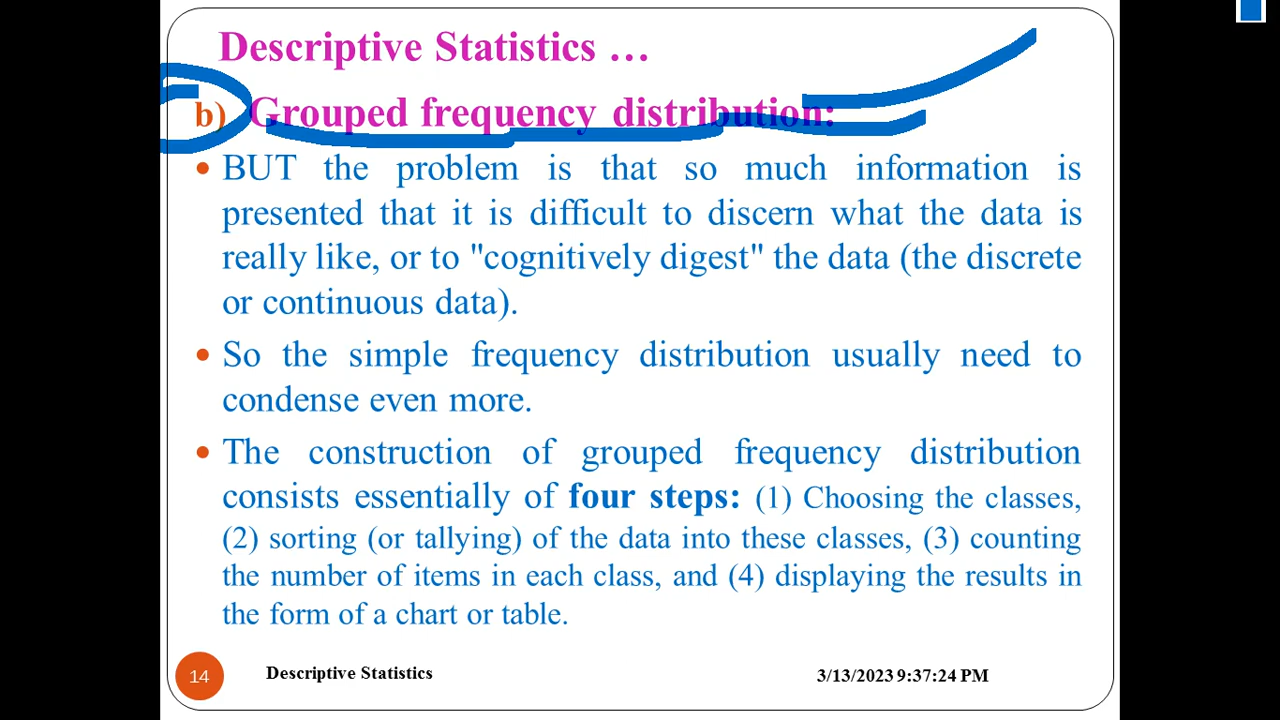 Descriptive Statistics …
b) Grouped frequency distribution:
• BUT the problem is that so much information is
presented that it is difficult to discern what the data is
really like, or to "cognitively digest" the data (the discrete
or continuous data).
• So the simple frequency distribution usually need to
condense even more.
• The construction of grouped frequency distribution
consists essentially of four steps: (1) Choosing the classes,
(2) sorting (or tallying) of the data into these classes, (3) counting
the number of items in each class, and (4) displaying the results in
the form of a chart or table.
14 Descriptive Statistics 3/13/2023 9:37:24 PM